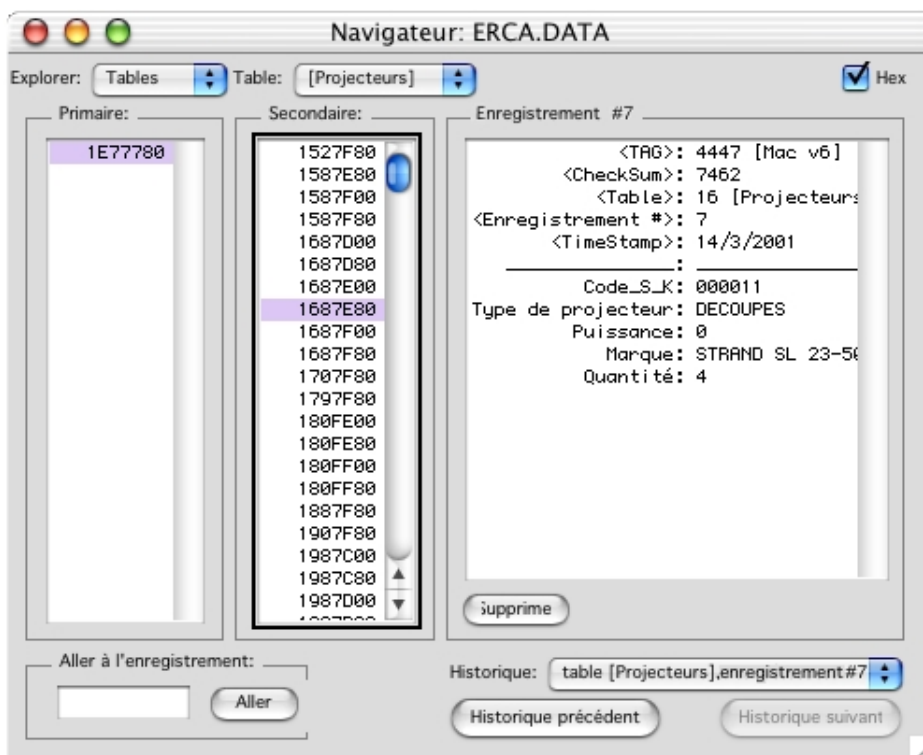 Navigateur: ERCA.DATA
Explorer: Tables Table: [Projecteurs] Hex
Primaire:
1E77780
Secondaire:
1527F80
1587E80
1587F00
1587F80
1687D00
1687D80
1687E00
1687E80
1687F00
1687F80
1707F80
1797F80
180FE00
180FE80
180FF00
180FF80
1887F80
1907F80
1987C00
1987C80
1987D00
Enregistrement #7
<TAG>: 4447 [Mac v6]
<CheckSum>: 7462
<Table>: 16 [Projecteurs
<Enregistrement #>: 7
<TimeStamp>: 14/3/2001
Code_S_K: 000011
Type de projecteur: DECOUPES
Puissance: 0
Marque: STRAND SL 23-50
Quantité: 4
Supprime
Aller à l'enregistrement:
Aller
Historique: table [Projecteurs],enregistrement#7
Historique précédent Historique suivant